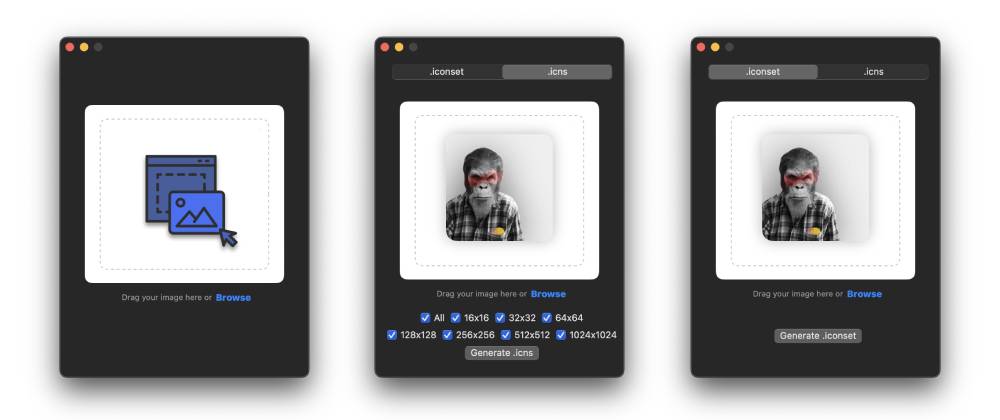 Drag your image here or Browse
.iconset .icns
Drag your image here or Browse
All 16x16 32x32 64x64
128x128 256x256 512x512 1024x1024
Generate .icns
.iconset .icns
Drag your image here or Browse
Generate .iconset